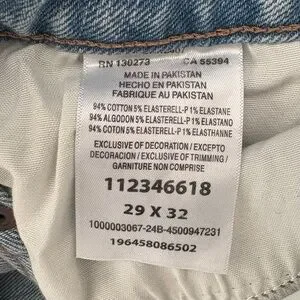 RN 130273 CA 55394
MADE IN PAKISTAN
HECHO EN PAKISTAN
FABRIQUE AU PAKISTAN
94% COTTON 5% ELASTERELL-P 1% ELASTANE
94% ALGODON 5% ELASTERELL-P 1% ELASTANO
94% COTON 5% ELASTERELL-P 1% ELASTHANNE
EXCLUSIVE OF DECORATION / EXCEPTO
DECORACION / EXCLUSIVE OF TRIMMING /
GARNITURE NON COMPRISE
112346618
29 X 32
1000003067-24B-4500947231
196458086502